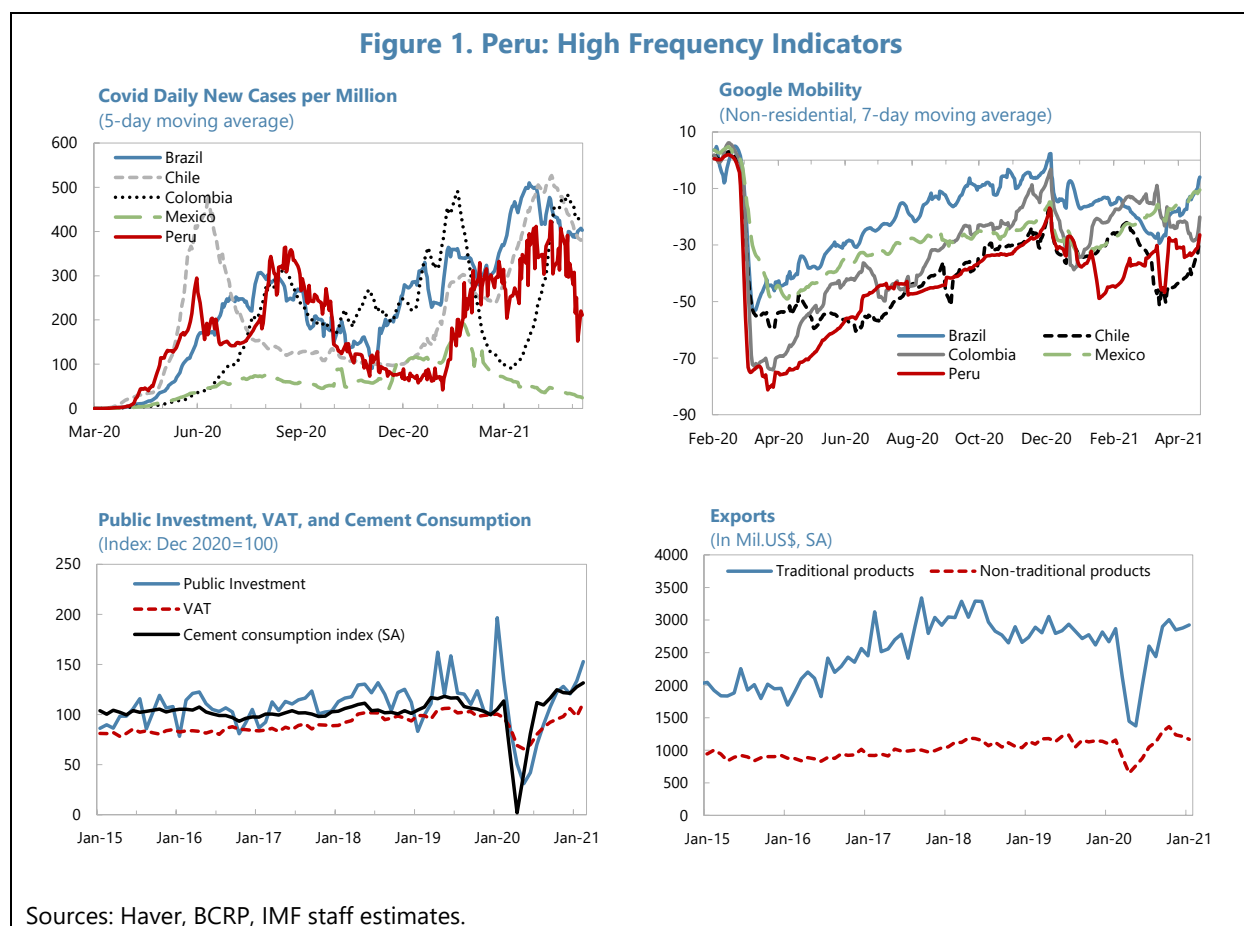 Figure 1. Peru: High Frequency Indicators
Covid Daily New Cases per Million
(5-day moving average)
600
500
400
300
200
100
0
Brazil
Chile
Colombia
Mexico
Peru
Mar-20
Jun-20
Sep-20
Dec-20
Mar-21
Google Mobility
(Non-residential, 7-day moving average)
10
-10
-30
-50
-70
-90
Brazil
Chile
Colombia
Mexico
Peru
Feb-20
Apr-20
Jun-20
Aug-20
Oct-20
Dec-20
Feb-21
Apr-21
Public Investment, VAT, and Cement Consumption
(Index: Dec 2020=100)
250
200
150
100
50
0
Public Investment
VAT
Cement consumption index (SA)
Jan-15
Jan-16
Jan-17
Jan-18
Jan-19
Jan-20
Jan-21
Exports
(In Mil.US$, SA)
4000
3500
3000
2500
2000
1500
1000
500
0
Traditional products
Non-traditional products
Jan-15
Jan-16
Jan-17
Jan-18
Jan-19
Jan-20
Jan-21
Sources: Haver, BCRP, IMF staff estimates.